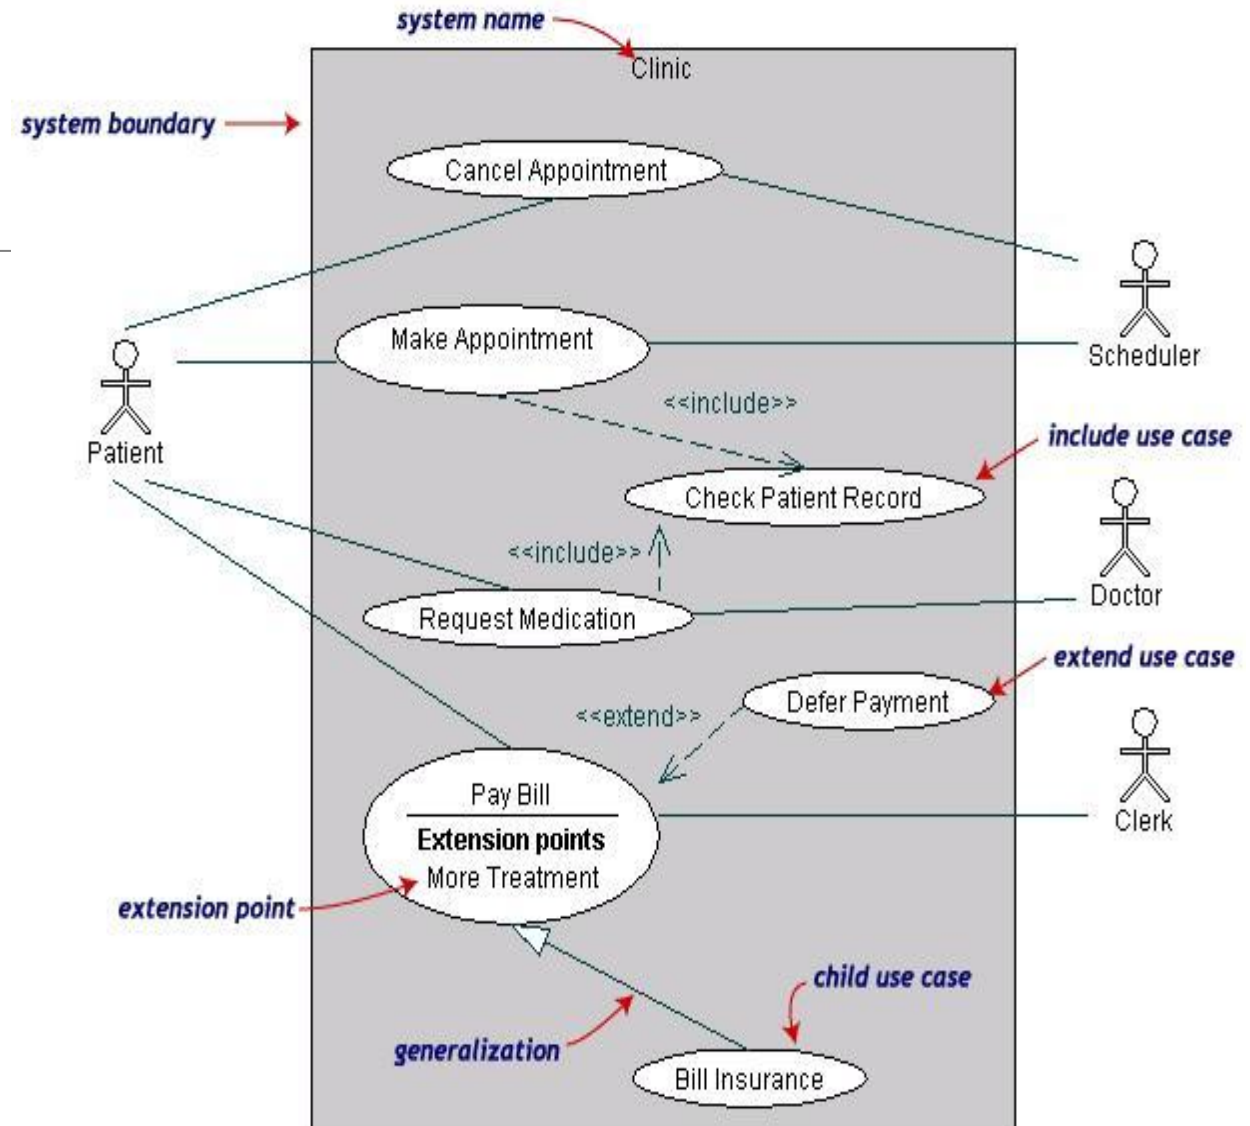 system name
Clinic
system boundary
Cancel Appointment
Make Appointment
Scheduler
<<include>>
Patient
include use case
Check Patient Record
<<include>>
Doctor
Request Medication
extend use case
Defer Payment
<<extend>>
Pay Bill
Extension points
More Treatment
Clerk
extension point
child use case
generalization
Bill Insurance